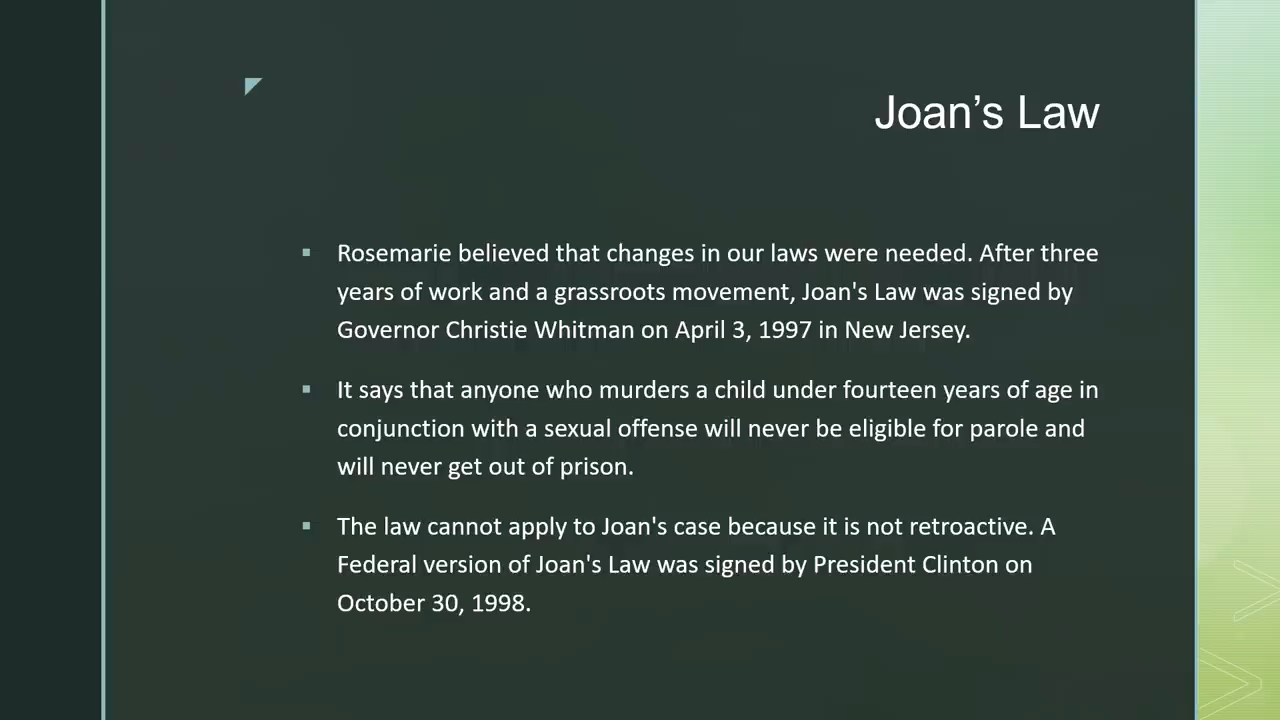 Joan’s Law
▪ Rosemarie believed that changes in our laws were needed. After three
years of work and a grassroots movement, Joan's Law was signed by
Governor Christie Whitman on April 3, 1997 in New Jersey.
▪ It says that anyone who murders a child under fourteen years of age in
conjunction with a sexual offense will never be eligible for parole and
will never get out of prison.
▪ The law cannot apply to Joan's case because it is not retroactive. A
Federal version of Joan's Law was signed by President Clinton on
October 30, 1998.